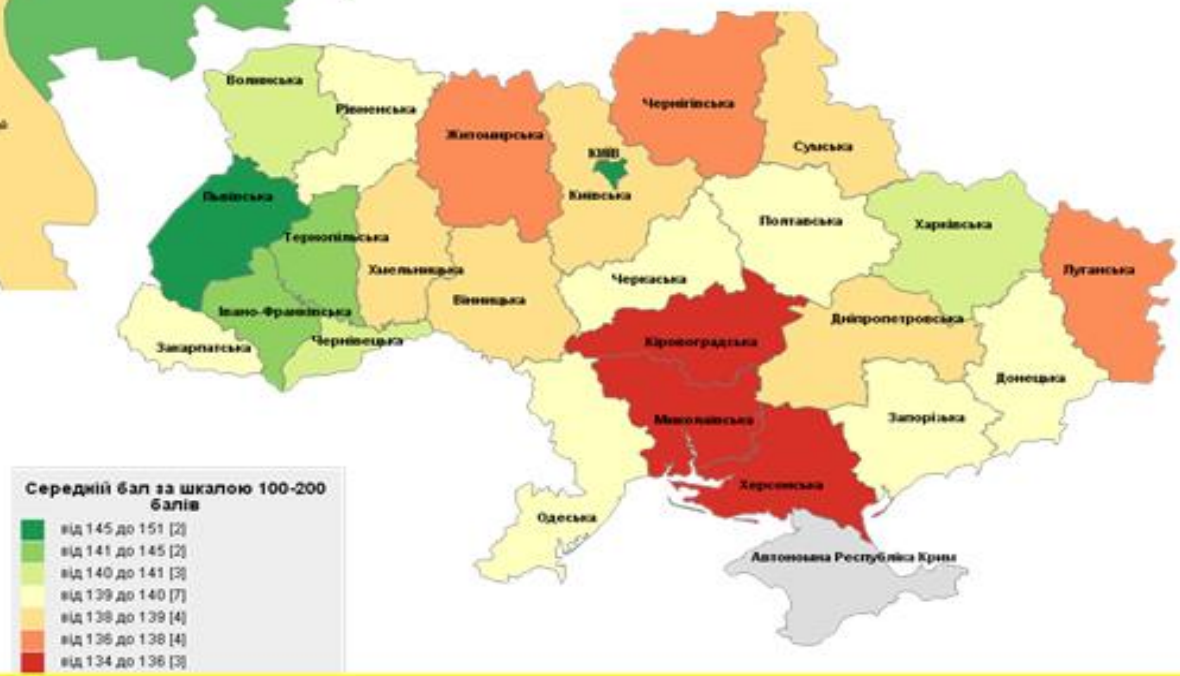 Волинська
Рівненська
Житомирська
Чернігівська
Сумська
КИЇВ
Київська
Львівська
Тернопільська
Хмельницька
Полтавська
Харківська
Луганська
Черкаська
Вінницька
Івано-Франківська
Закарпатська
Чернівецька
Кіровоградська
Дніпропетровська
Донецька
Миколаївська
Запорізька
Херсонська
Одеська
Автономна Республіка Крим
Середній бал за шкалою 100-200
балів
від 145 до 151 [2]
від 141 до 145 [2]
від 140 до 141 [3]
від 139 до 140 [7]
від 138 до 139 [4]
від 136 до 138 [4]
від 134 до 136 [3]